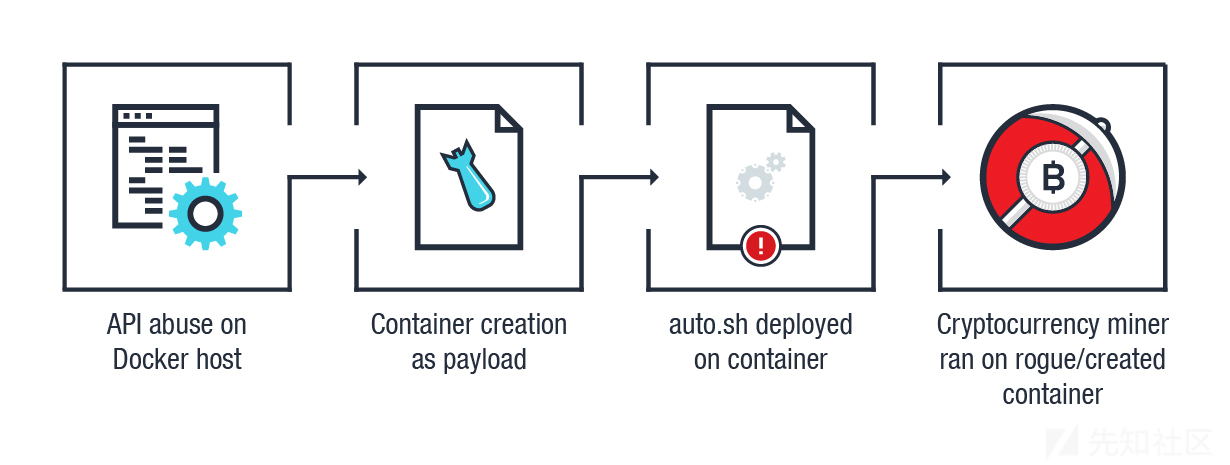 API abuse on
Docker host
Container creation
as payload
auto.sh deployed
on container
Cryptocurrency miner
ran on rogue/created
container
先知社区